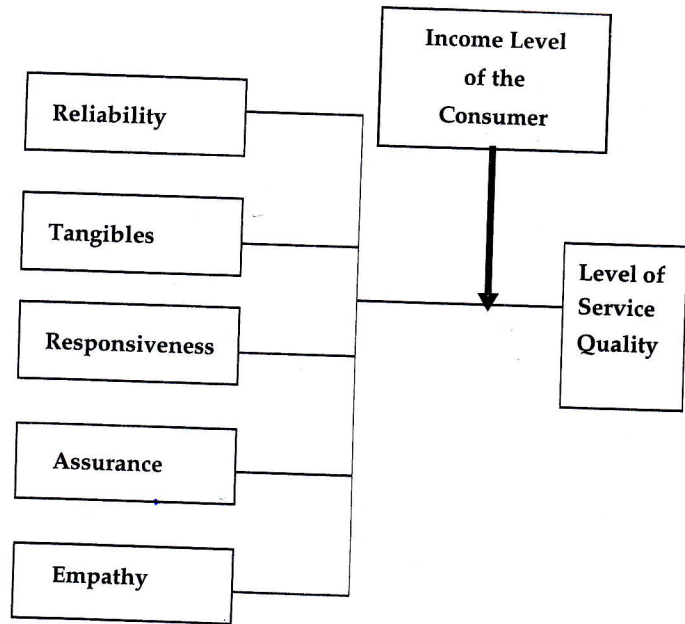 Income Level
of the
Consumer
Reliability
Tangibles
Responsiveness
Assurance
Empathy
Level of
Service
Quality